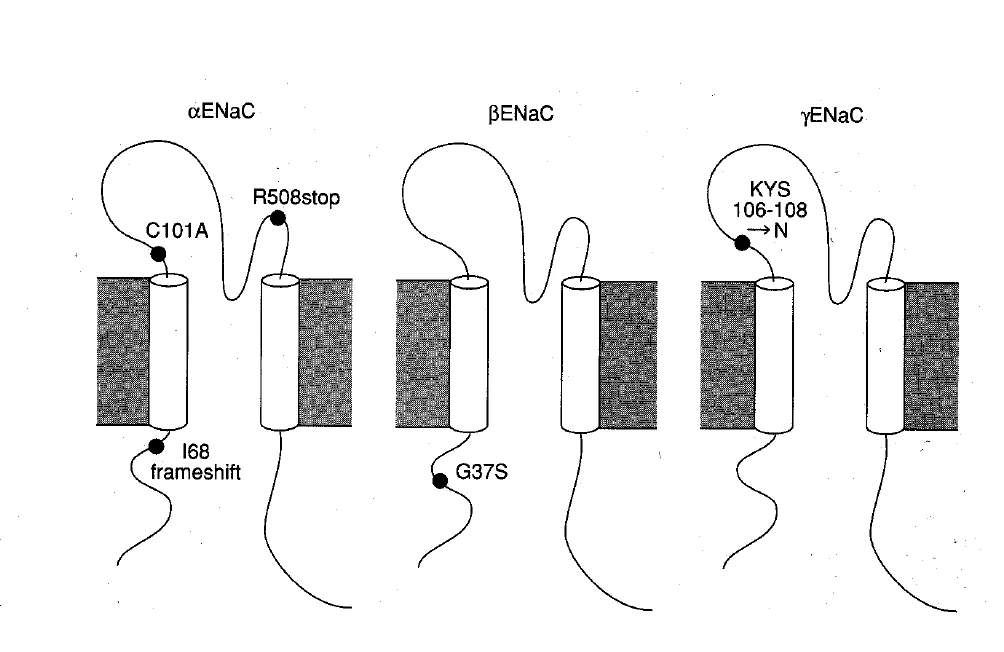 αENaC
βENaC
γENaC
R508stop
C101A
KYS
106-108
→N
I68
frameshift
G37S